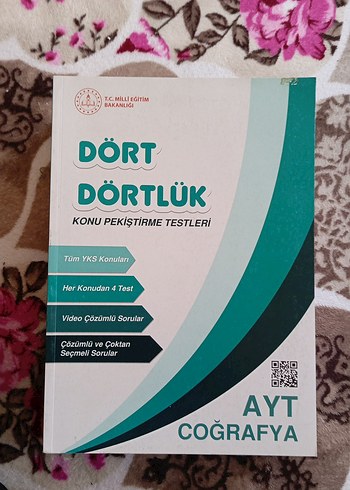 T.C. MİLLÎ EĞİTİM
BAKANLIĞI
DÖRT
DÖRTLÜK
KONU PEKİŞTİRME TESTLERİ
Tüm YKS Konuları
Her Konudan 4 Test
Video Çözümlü Sorular
Çözümlü ve Çoktan
Seçmeli Sorular
AYT
COĞRAFYA